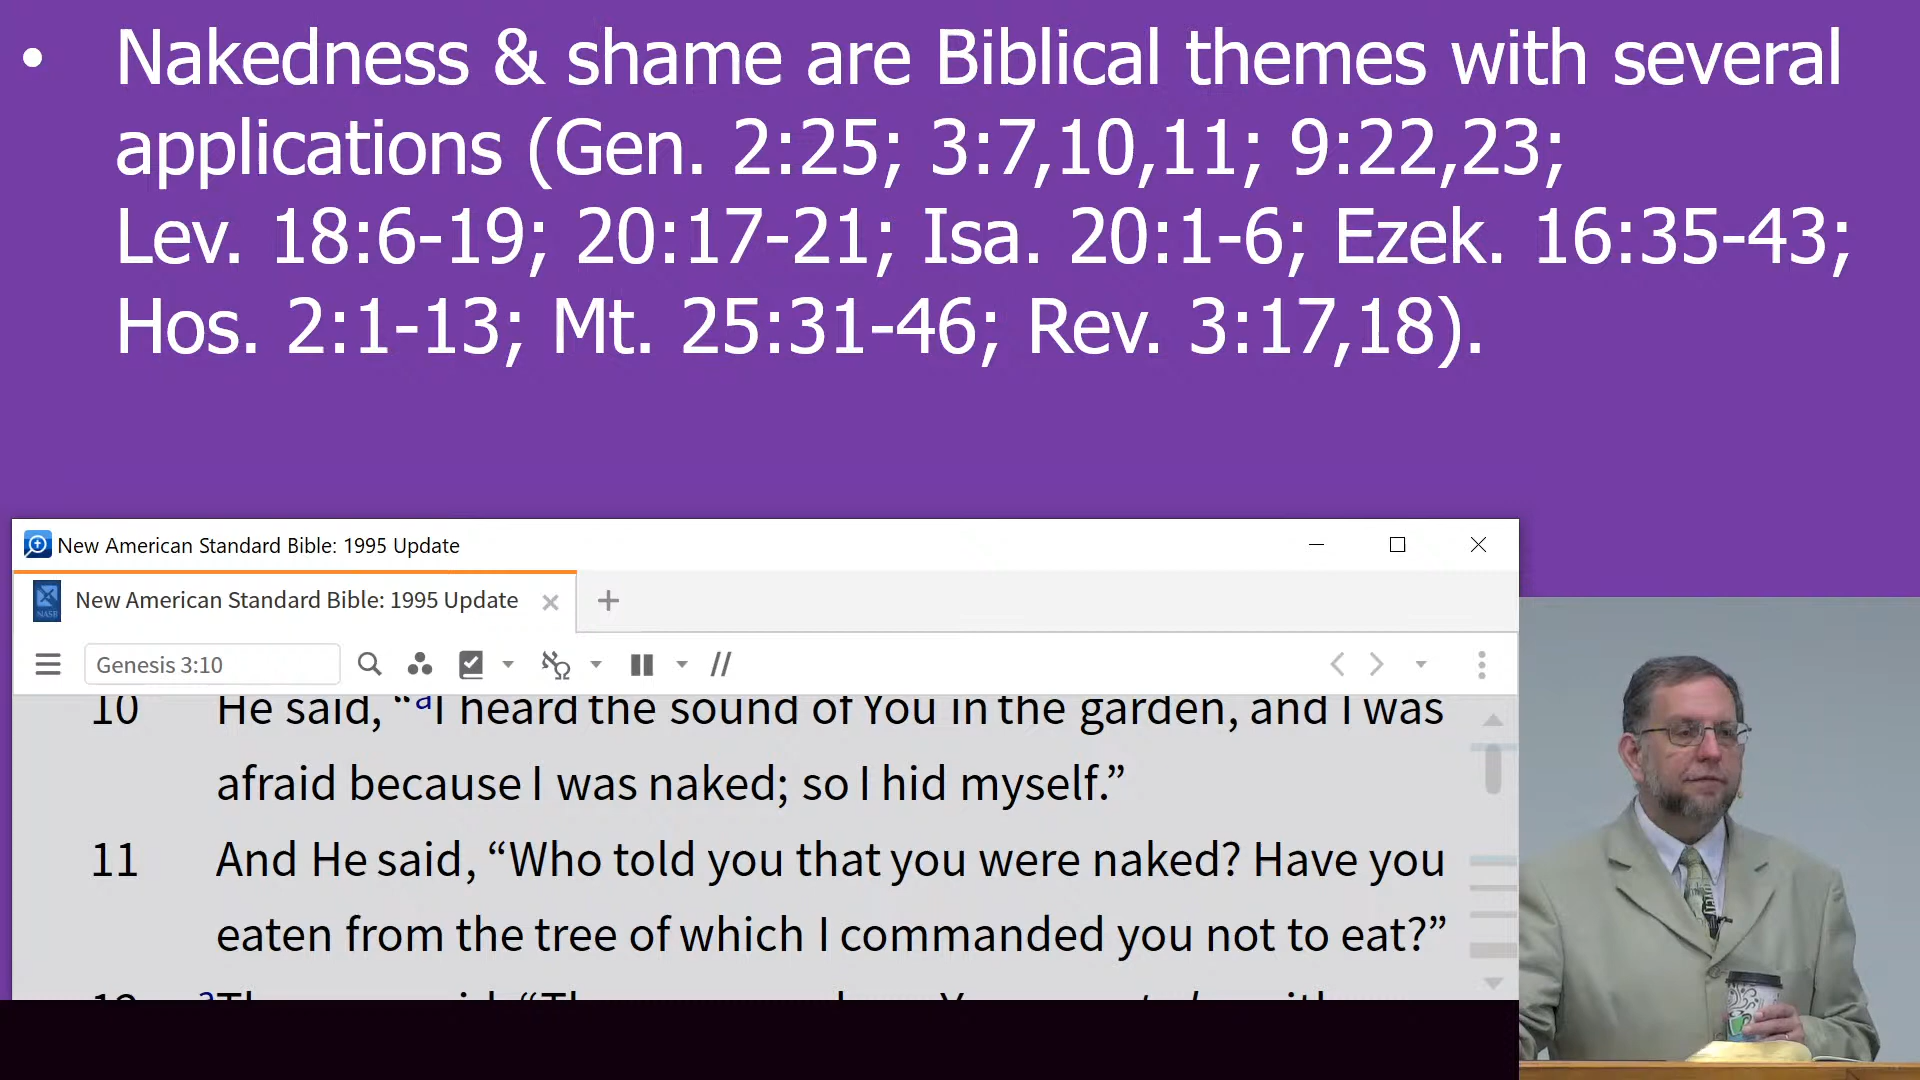 • Nakedness & shame are Biblical themes with several
applications (Gen. 2:25; 3:7,10,11; 9:22,23;
Lev. 18:6-19; 20:17-21; Isa. 20:1-6; Ezek. 16:35-43;
Hos. 2:1-13; Mt. 25:31-46; Rev. 3:17,18).
New American Standard Bible: 1995 Update
New American Standard Bible: 1995 Update
Genesis 3:10
10 He said, “aI heard the sound of You in the garden, and I was
afraid because I was naked; so I hid myself.”
11 And He said, “Who told you that you were naked? Have you
eaten from the tree of which I commanded you not to eat?”